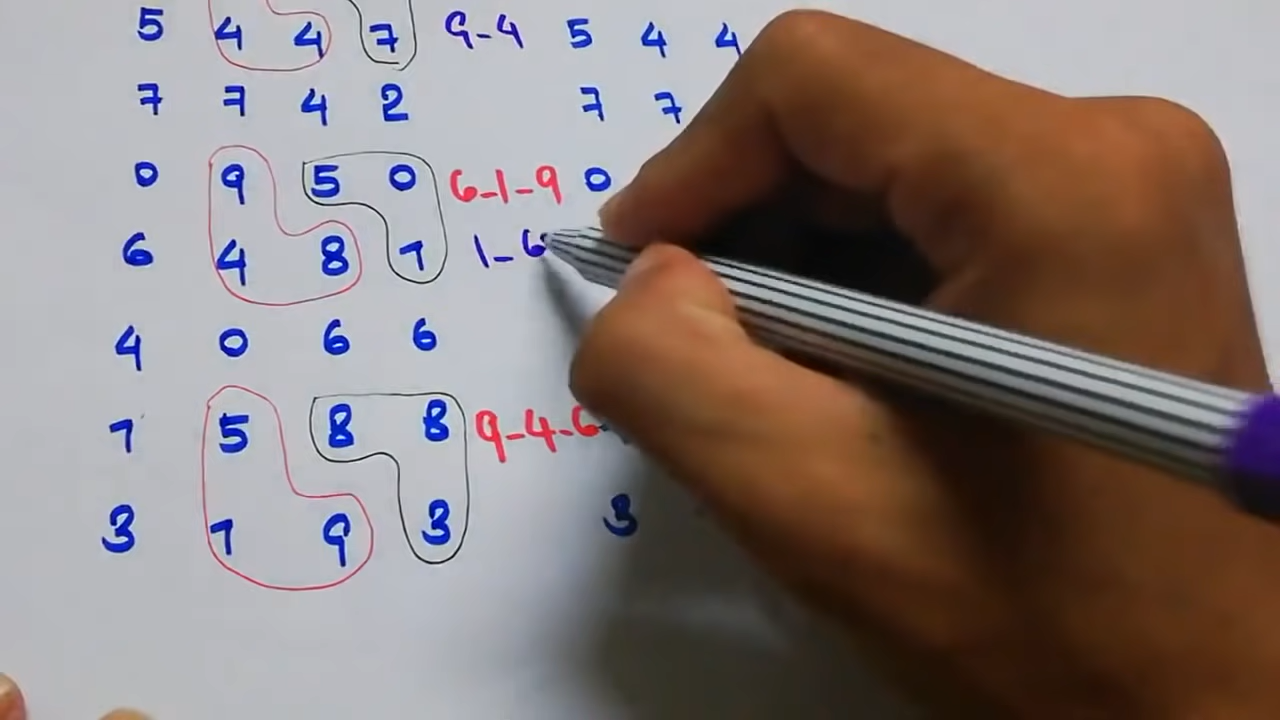 5 4 4 7 9-4 5 4 4
7 7 4 2 7 7
0 9 5 0 6-1-9 0
6 4 8 7 1-6
4 0 6 6
7 5 8 8 9-4-6-
3 7 9 3 3